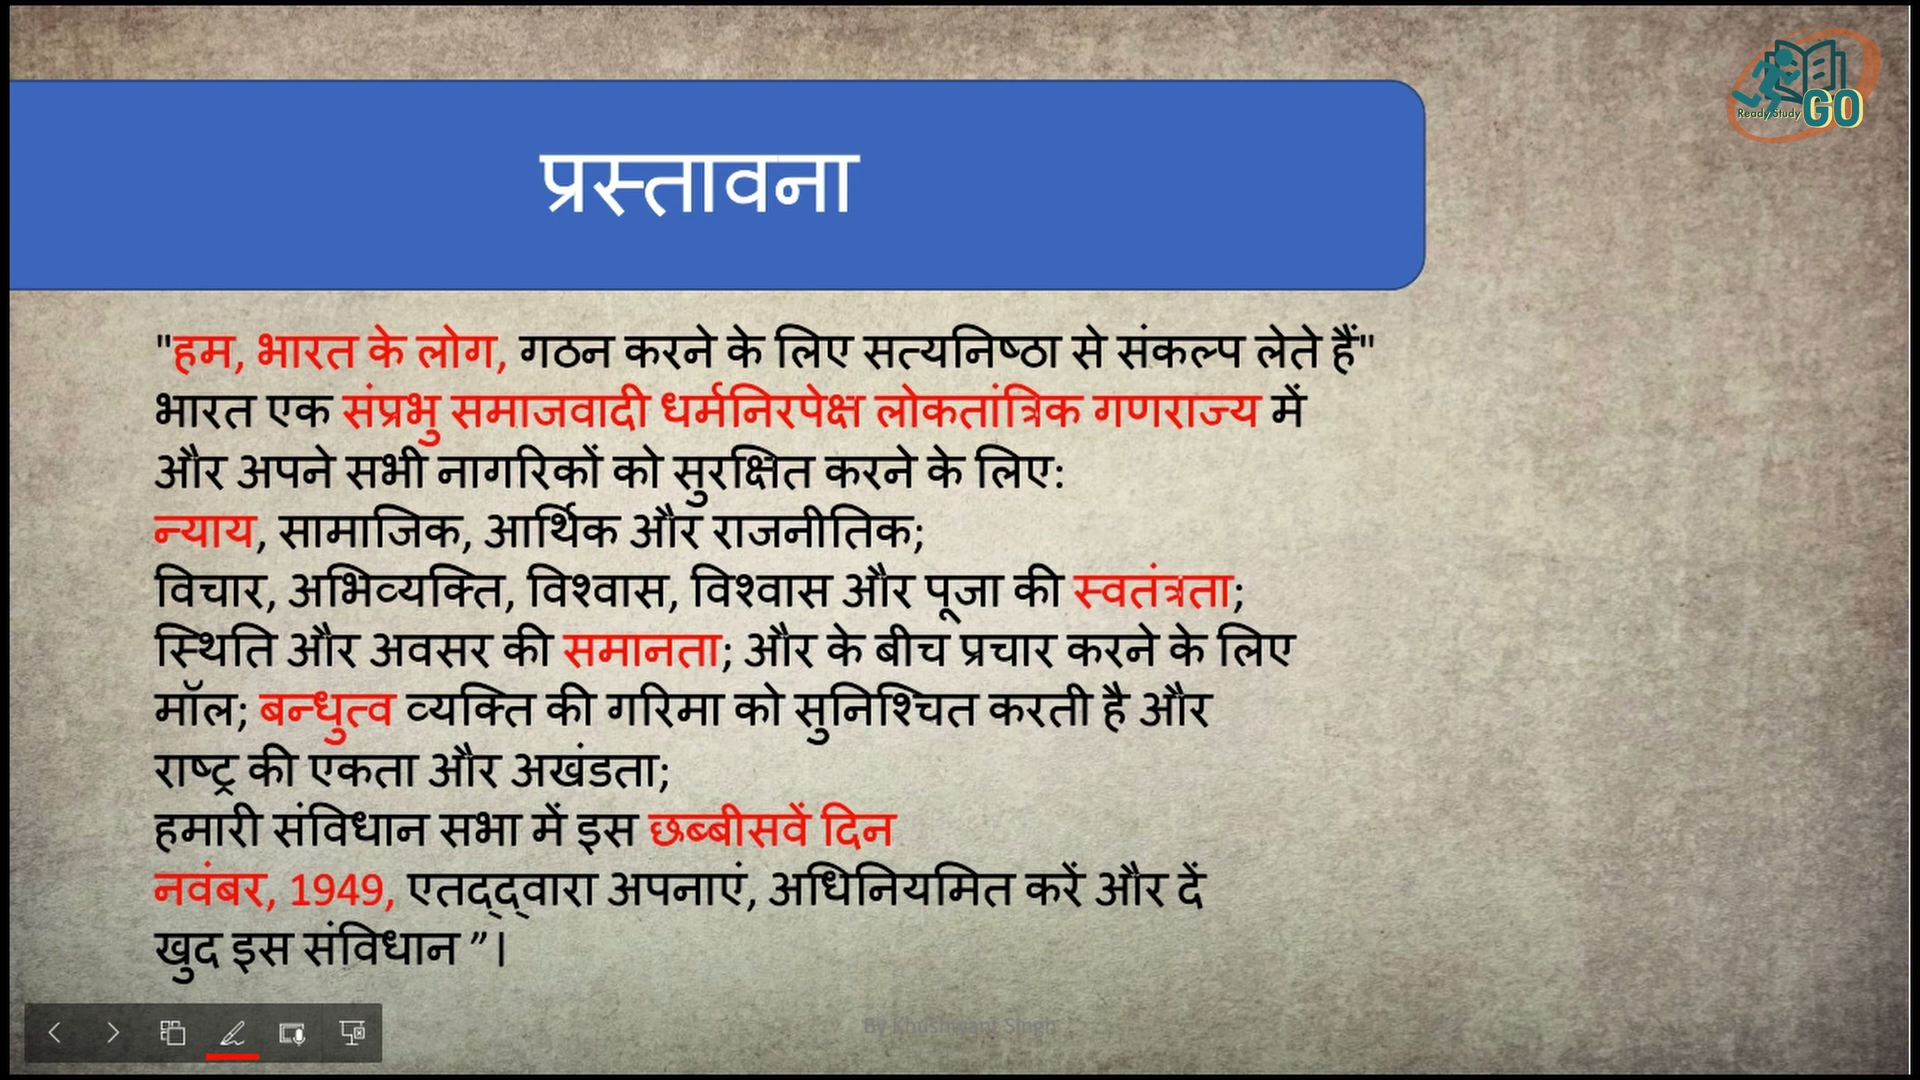 Ready Study GO
प्रस्तावना
"हम, भारत के लोग, गठन करने के लिए सत्यनिष्ठा से संकल्प लेते हैं"
भारत एक संप्रभु समाजवादी धर्मनिरपेक्ष लोकतांत्रिक गणराज्य में
और अपने सभी नागरिकों को सुरक्षित करने के लिए:
न्याय, सामाजिक, आर्थिक और राजनीतिक;
विचार, अभिव्यक्ति, विश्वास, विश्वास और पूजा की स्वतंत्रता;
स्थिति और अवसर की समानता; और के बीच प्रचार करने के लिए
मॉल; बन्धुत्व व्यक्ति की गरिमा को सुनिश्चित करती है और
राष्ट्र की एकता और अखंडता;
हमारी संविधान सभा में इस छब्बीसवें दिन
नवंबर, 1949, एतद्द्वारा अपनाएं, अधिनियमित करें और दें
खुद इस संविधान ”|
By Khushwant Singh